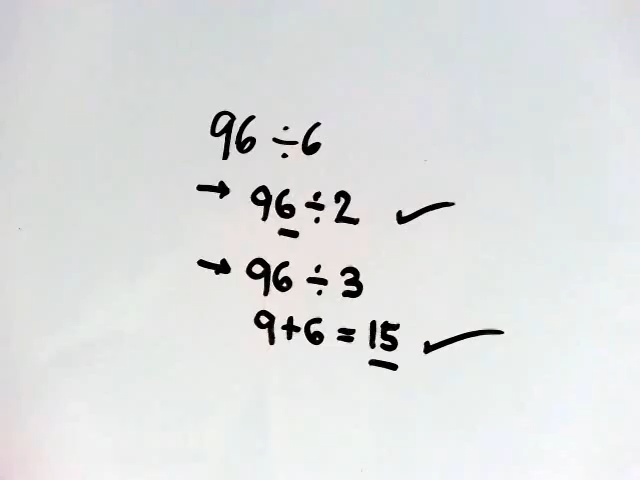 96 ÷ 6
→ 96 ÷ 2 ✓
→ 96 ÷ 3
9 + 6 = 15 ✓